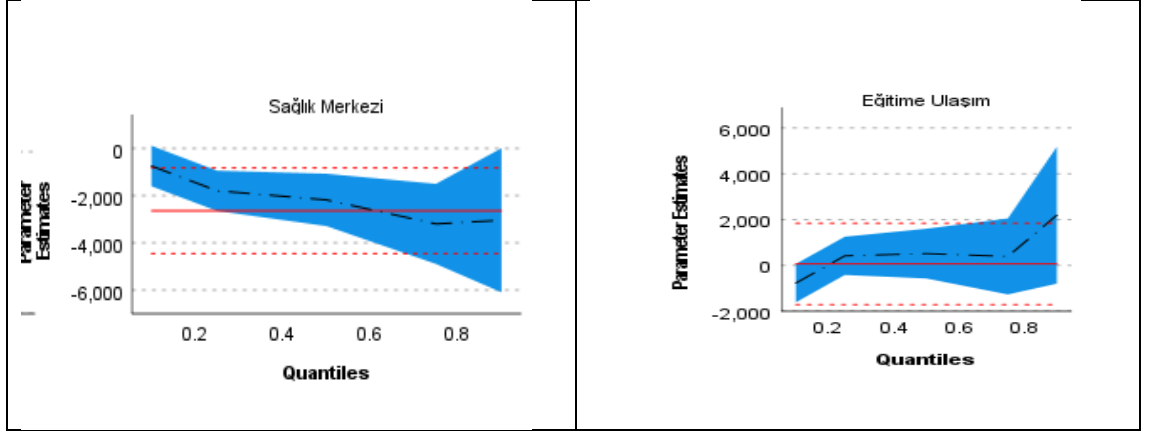 Sağlık Merkezi
0
-2,000
-4,000
-6,000
Parameter
Estimates
0.2 0.4 0.6 0.8
Quantiles
Eğitime Ulaşım
6,000
4,000
2,000
0
-2,000
Parameter Estimates
0.2 0.4 0.6 0.8
Quantiles